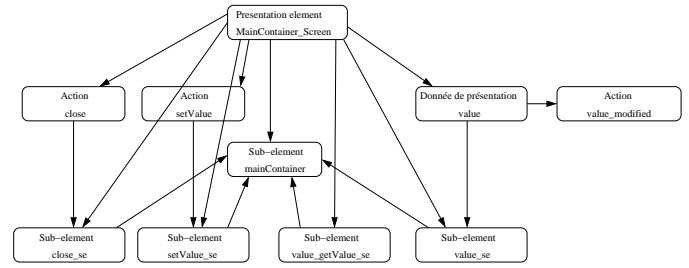 Presentation element
MainContainer_Screen
Action
close
Action
setValue
Donnée de présentation
value
Action
value_modified
Sub−element
mainContainer
Sub−element
close_se
Sub−element
setValue_se
Sub−element
value_getValue_se
Sub−element
value_se